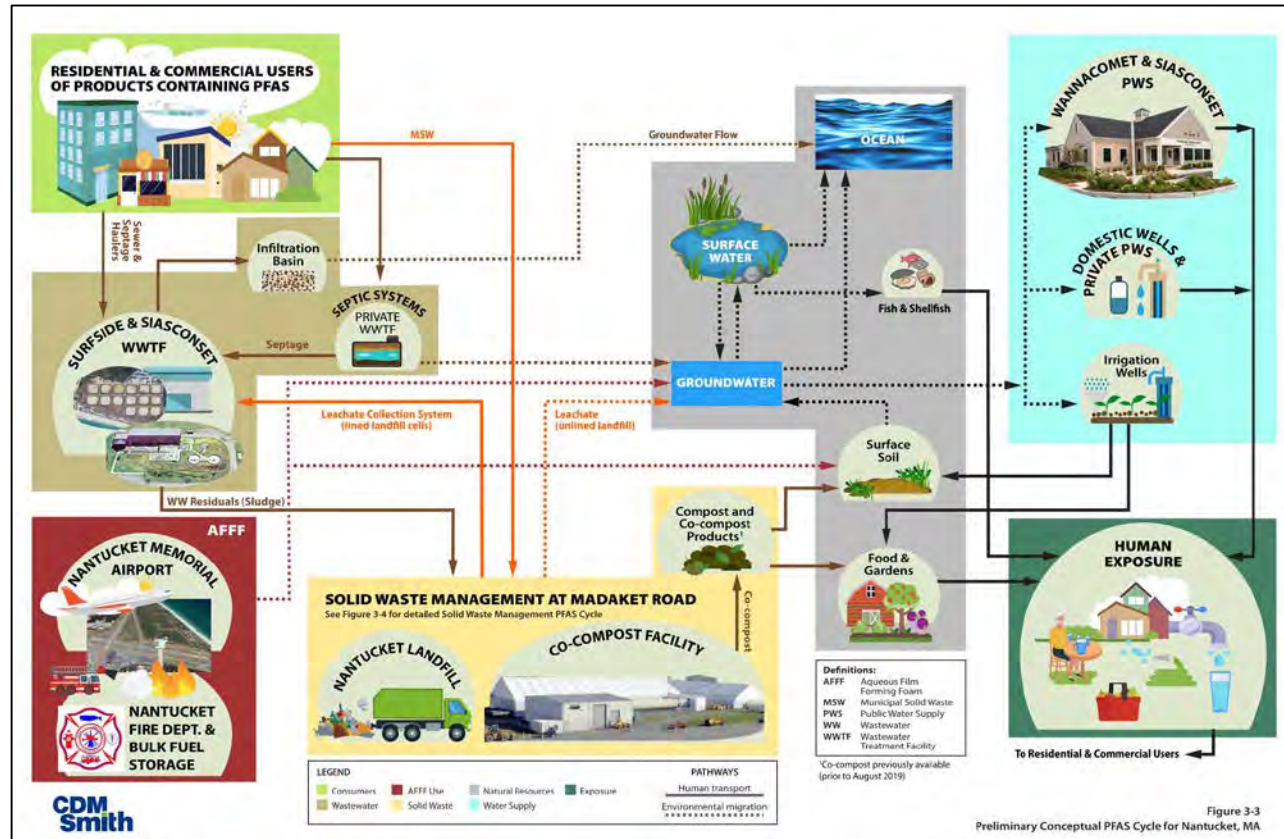 RESIDENTIAL & COMMERCIAL USERS
OF PRODUCTS CONTAINING PFAS
MSW
Groundwater Flow
OCEAN
WANNACOMET & SIASCONSET
PWS
Sewer &
Septage
Haulers
Infiltration
Basin
SURFACE
WATER
DOMESTIC WELLS &
PRIVATE PWS
SEPTIC SYSTEMS
PRIVATE
WWTF
Fish & Shellfish
SURFSIDE & SIASCONSET
WWTF
Septage
GROUNDWATER
Irrigation
Wells
Leachate Collection System
(lined landfill cells)
Leachate
(unlined landfill)
Surface
Soil
WW Residuals (Sludge)
AFFF
NANTUCKET MEMORIAL
AIRPORT
Compost and
Co-compost
Products¹
Co-compost
Food &
Gardens
HUMAN
EXPOSURE
SOLID WASTE MANAGEMENT AT MADAKET ROAD
See Figure 3-4 for detailed Solid Waste Management PFAS Cycle
NANTUCKET LANDFILL
CO-COMPOST FACILITY
NANTUCKET
FIRE DEPT. &
BULK FUEL
STORAGE
Definitions:
AFFF Aqueous Film
Forming Foam
MSW Municipal Solid Waste
PWS Public Water Supply
WW Wastewater
WWTF Wastewater
Treatment Facility
¹Co-compost previously available
(prior to August 2019)
To Residential & Commercial Users
LEGEND
Consumers
AFFF Use
Natural Resources
Exposure
Wastewater
Solid Waste
Water Supply
PATHWAYS
Human transport
Environmental migration
CDM
Smith
Figure 3-3
Preliminary Conceptual PFAS Cycle for Nantucket, MA